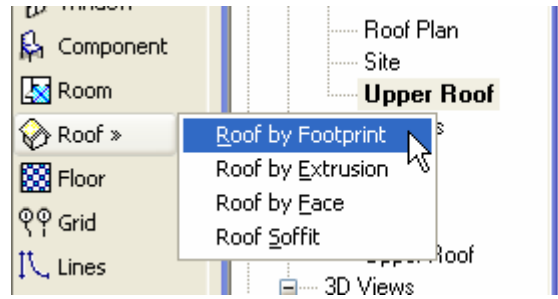 Component
Room
Roof »
Floor
Grid
Lines
Roof by Footprint
Roof by Extrusion
Roof by Face
Roof Soffit
Roof Plan
Site
Upper Roof
Upper Roof
3D Views